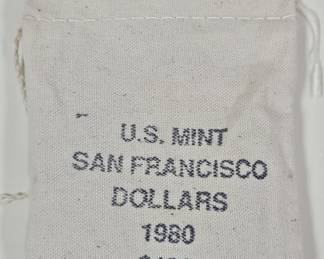 U.S. MINT
SAN FRANCISCO
DOLLARS
1980